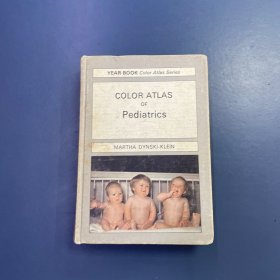 YEAR BOOK Color Atlas Series
COLOR ATLAS
OF
Pediatrics
MARTHA DYNSKI-KLEIN